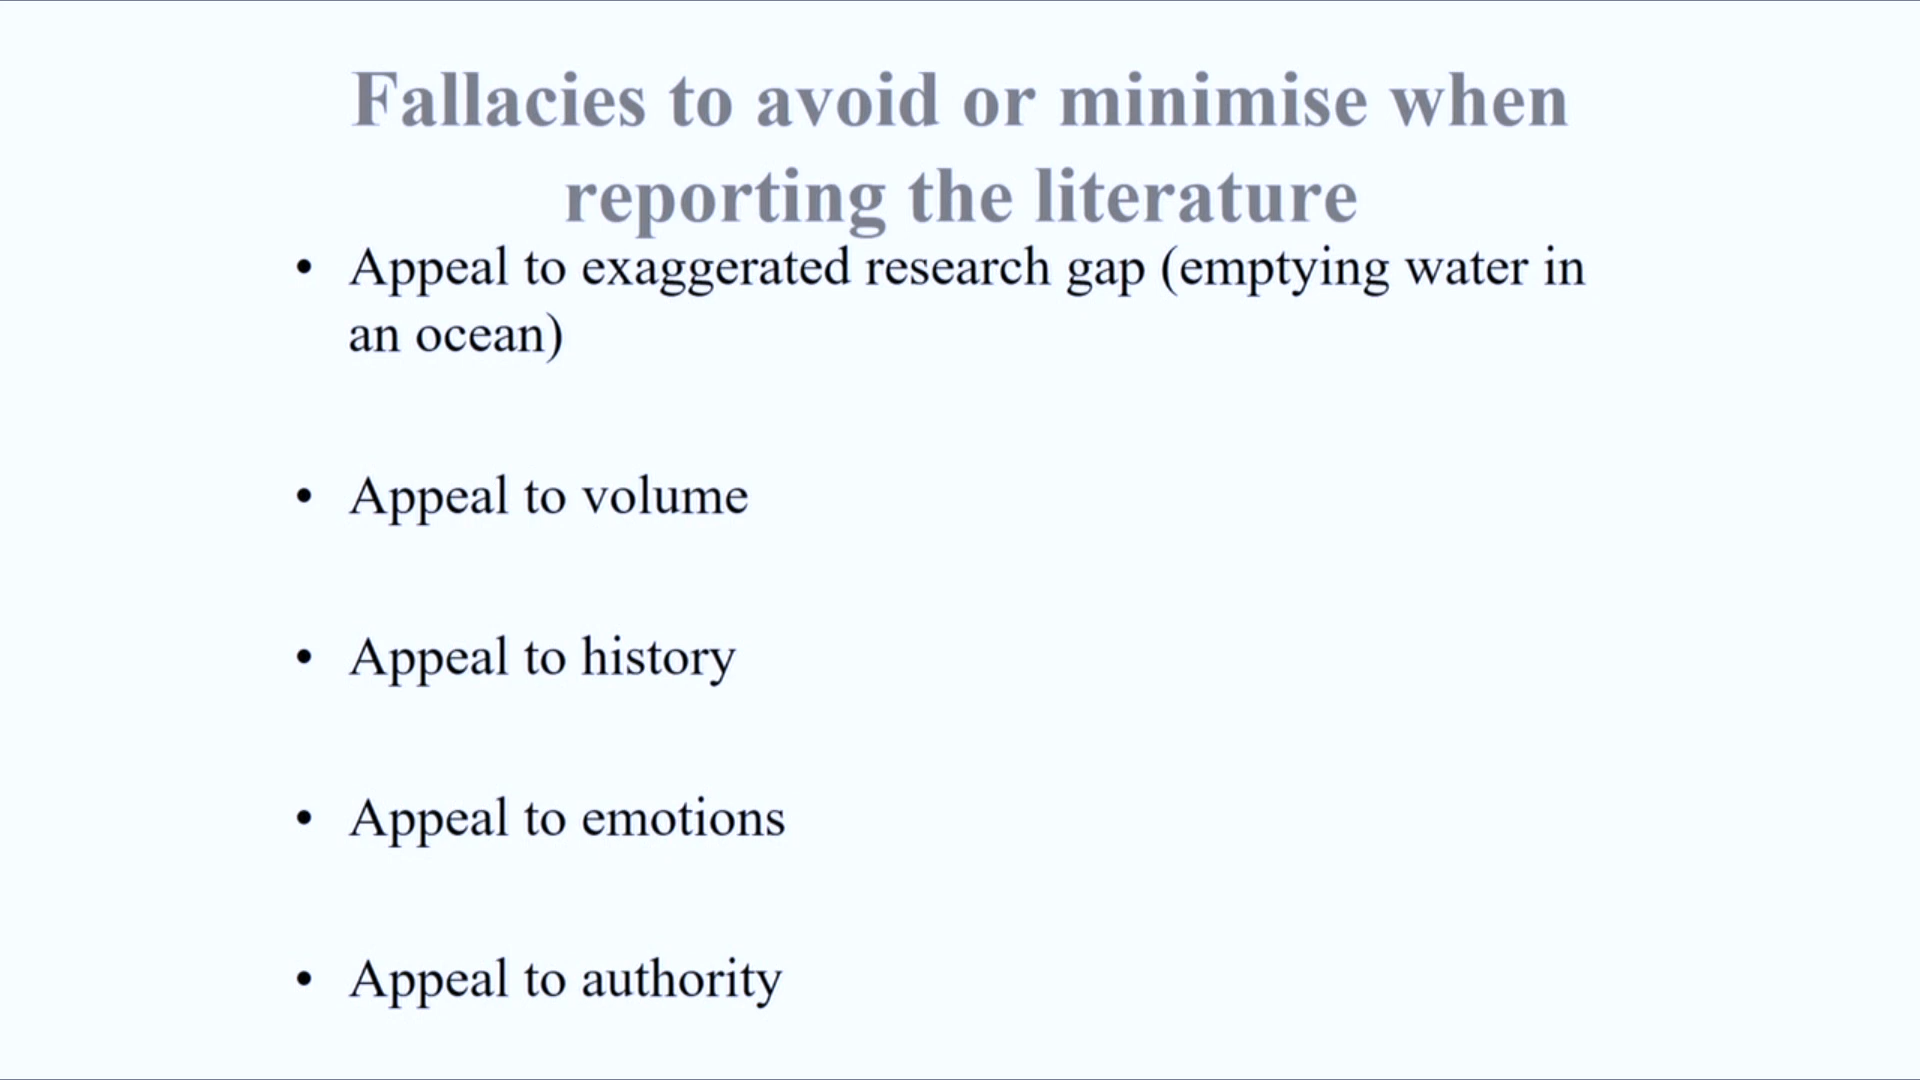 Fallacies to avoid or minimise when
reporting the literature
• Appeal to exaggerated research gap (emptying water in
an ocean)
• Appeal to volume
• Appeal to history
• Appeal to emotions
• Appeal to authority